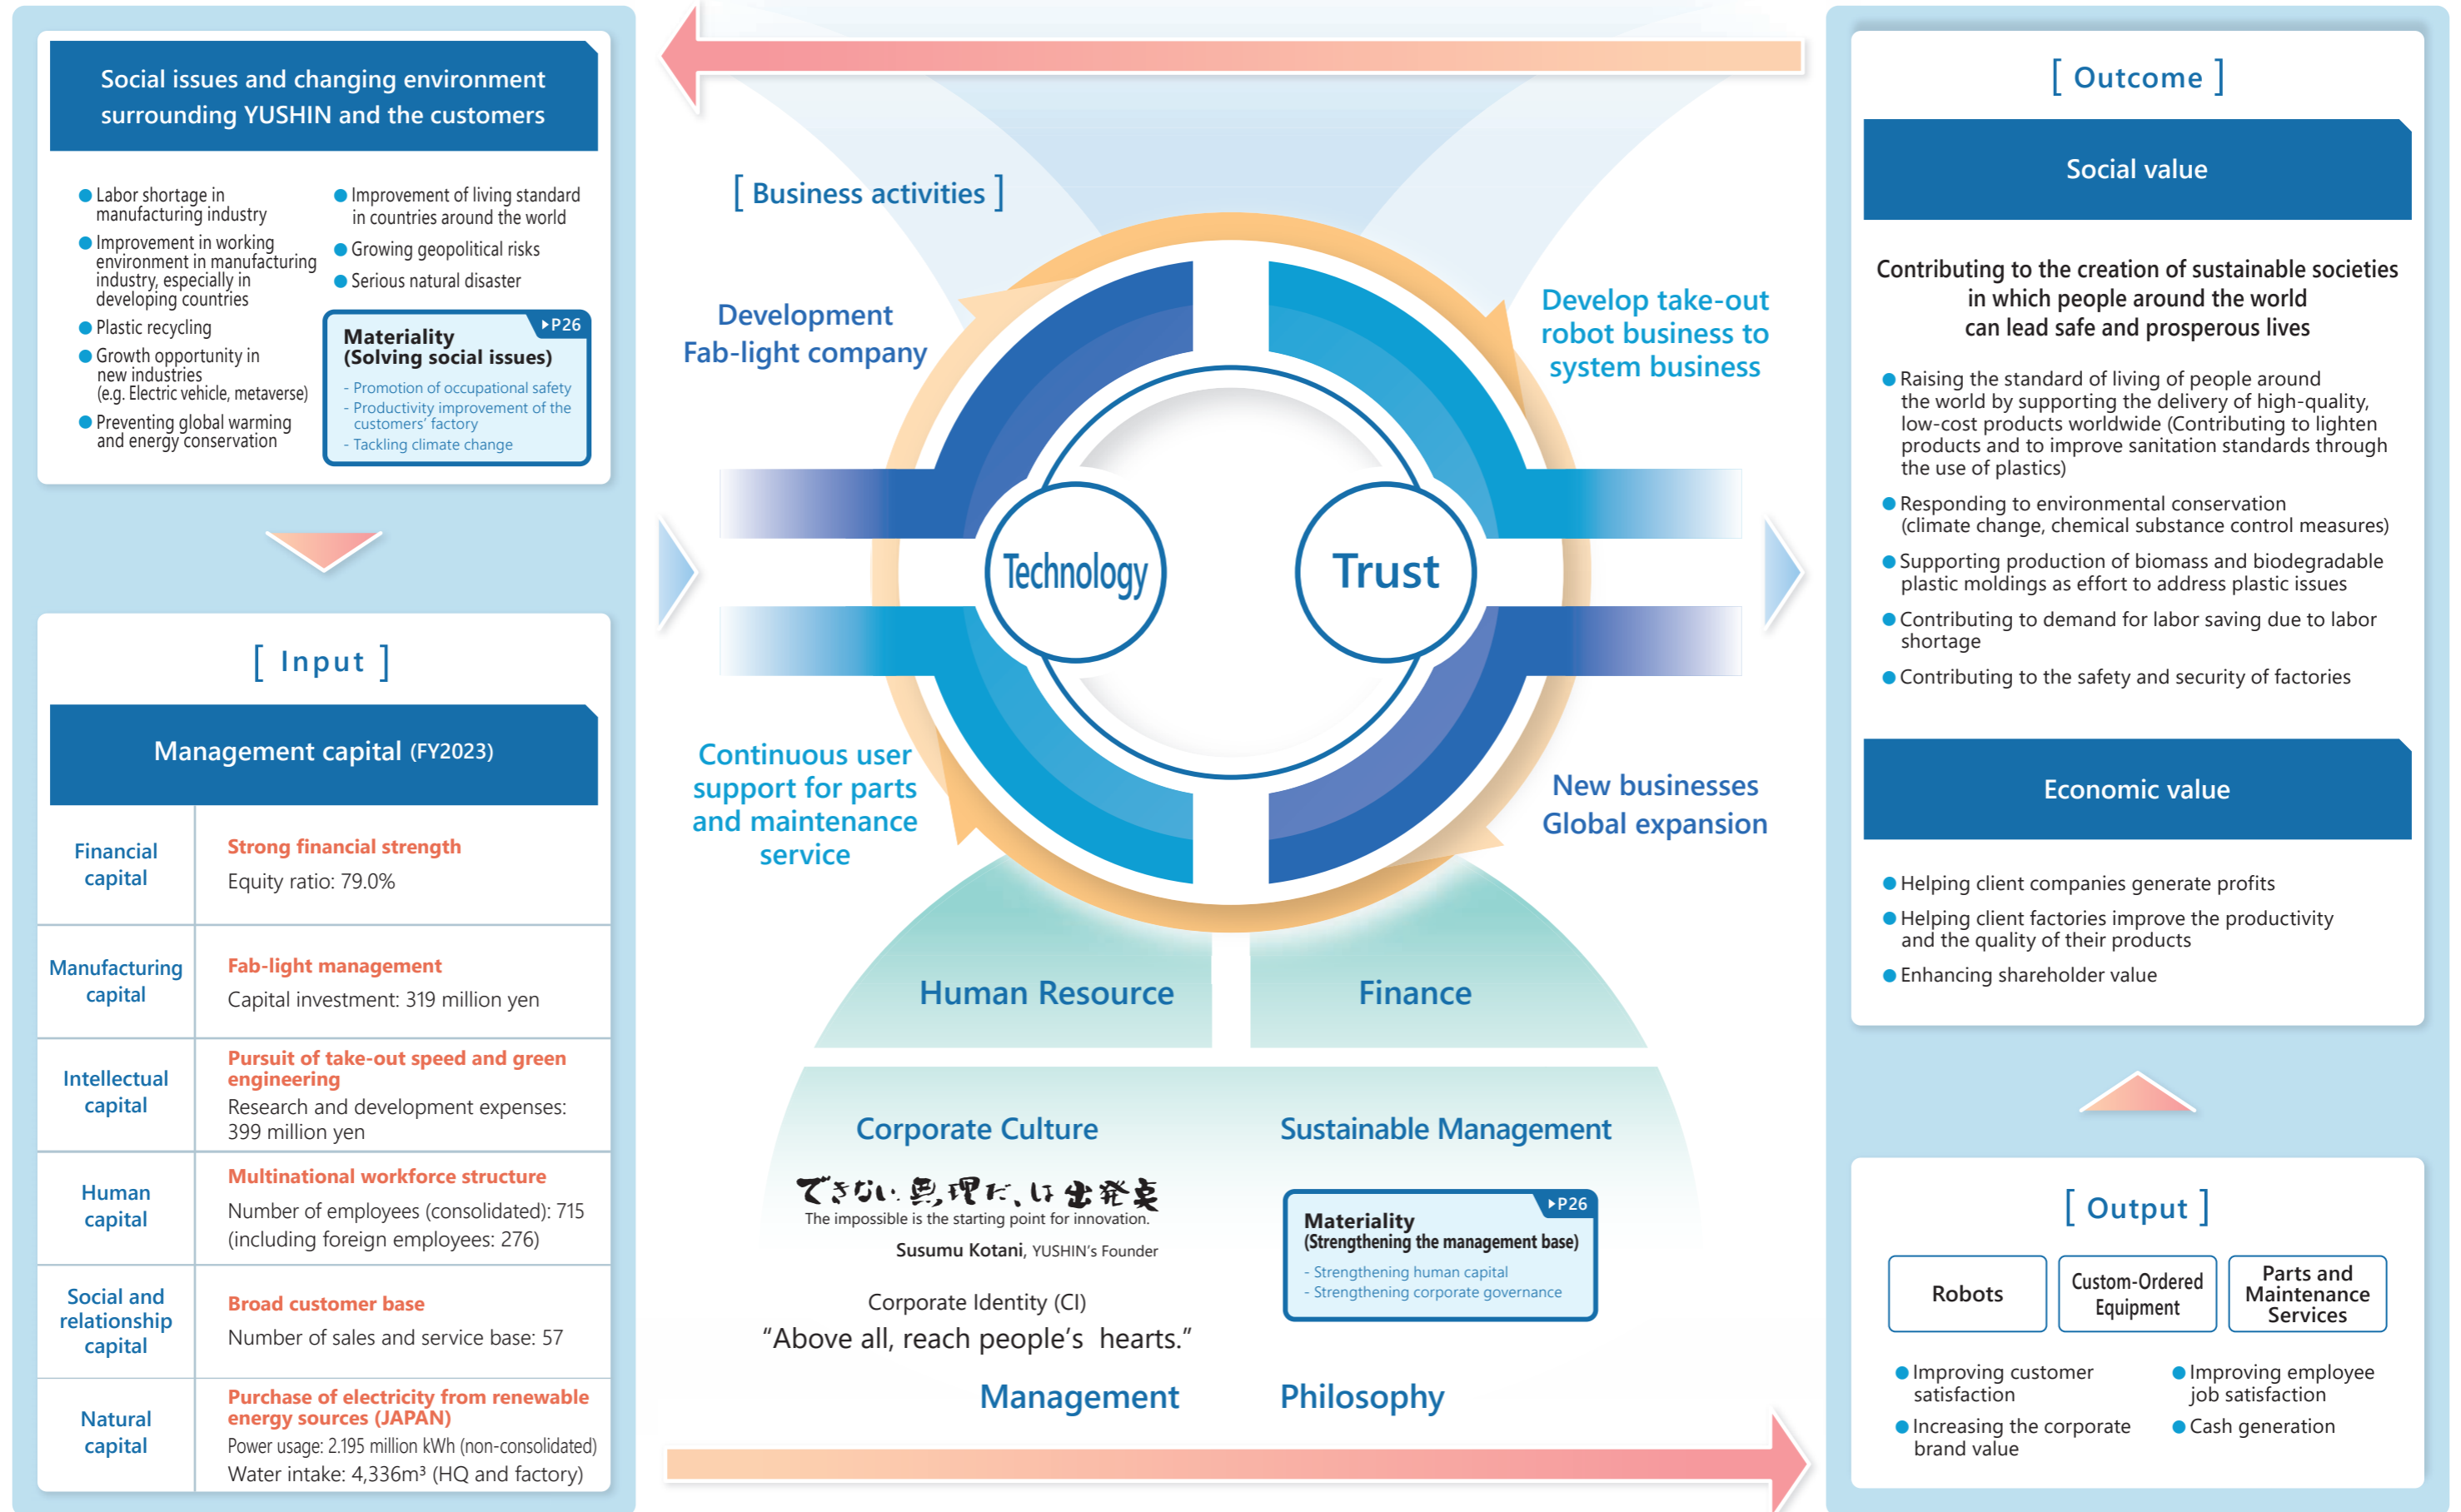 Social issues and changing environment
surrounding YUSHIN and the customers
Labor shortage in
manufacturing industry
Improvement in working
environment in manufacturing
industry, especially in
developing countries
Plastic recycling
Growth opportunity in
new industries
(e.g. Electric vehicle, metaverse)
Preventing global warming
and energy conservation
Improvement of living standard
in countries around the world
Growing geopolitical risks
Serious natural disaster
P26
Materiality
(Solving social issues)
- Promotion of occupational safety
- Productivity improvement of the
customers' factory
- Tackling climate change
[ Input ]
Management capital (FY2023)
Financial
capital
Strong financial strength
Equity ratio: 79.0%
Manufacturing
capital
Fab-light management
Capital investment: 319 million yen
Intellectual
capital
Pursuit of take-out speed and green
engineering
Research and development expenses:
399 million yen
Human
capital
Multinational workforce structure
Number of employees (consolidated): 715
(including foreign employees: 276)
Social and
relationship
capital
Broad customer base
Number of sales and service base: 57
Natural
capital
Purchase of electricity from renewable
energy sources (JAPAN)
Power usage: 2.195 million kWh (non-consolidated)
Water intake: 4,336m³ (HQ and factory)
[ Business activities ]
Development
Fab-light company
Develop take-out
robot business to
system business
Technology
Trust
Continuous user
support for parts
and maintenance
service
New businesses
Global expansion
Human Resource
Finance
Corporate Culture
できない.無理だ、は出発点
The impossible is the starting point for innovation.
Susumu Kotani, YUSHIN's Founder
Corporate Identity (CI)
“Above all, reach people's hearts.”
Sustainable Management
P26
Materiality
(Strengthening the management base)
- Strengthening human capital
- Strengthening corporate governance
Management Philosophy
[ Outcome ]
Social value
Contributing to the creation of sustainable societies
in which people around the world
can lead safe and prosperous lives
Raising the standard of living of people around
the world by supporting the delivery of high-quality,
low-cost products worldwide (Contributing to lighten
products and to improve sanitation standards through
the use of plastics)
Responding to environmental conservation
(climate change, chemical substance control measures)
Supporting production of biomass and biodegradable
plastic moldings as effort to address plastic issues
Contributing to demand for labor saving due to labor
shortage
Contributing to the safety and security of factories
Economic value
Helping client companies generate profits
Helping client factories improve the productivity
and the quality of their products
Enhancing shareholder value
[ Output ]
Robots
Custom-Ordered
Equipment
Parts and
Maintenance
Services
Improving customer
satisfaction
Increasing the corporate
brand value
Improving employee
job satisfaction
Cash generation